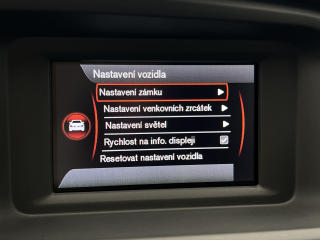 Nastavení vozidla
Nastavení zámku
Nastavení venkovních zrcátek
Nastavení světel
Rychlost na info. displeji
Resetovat nastavení vozidla